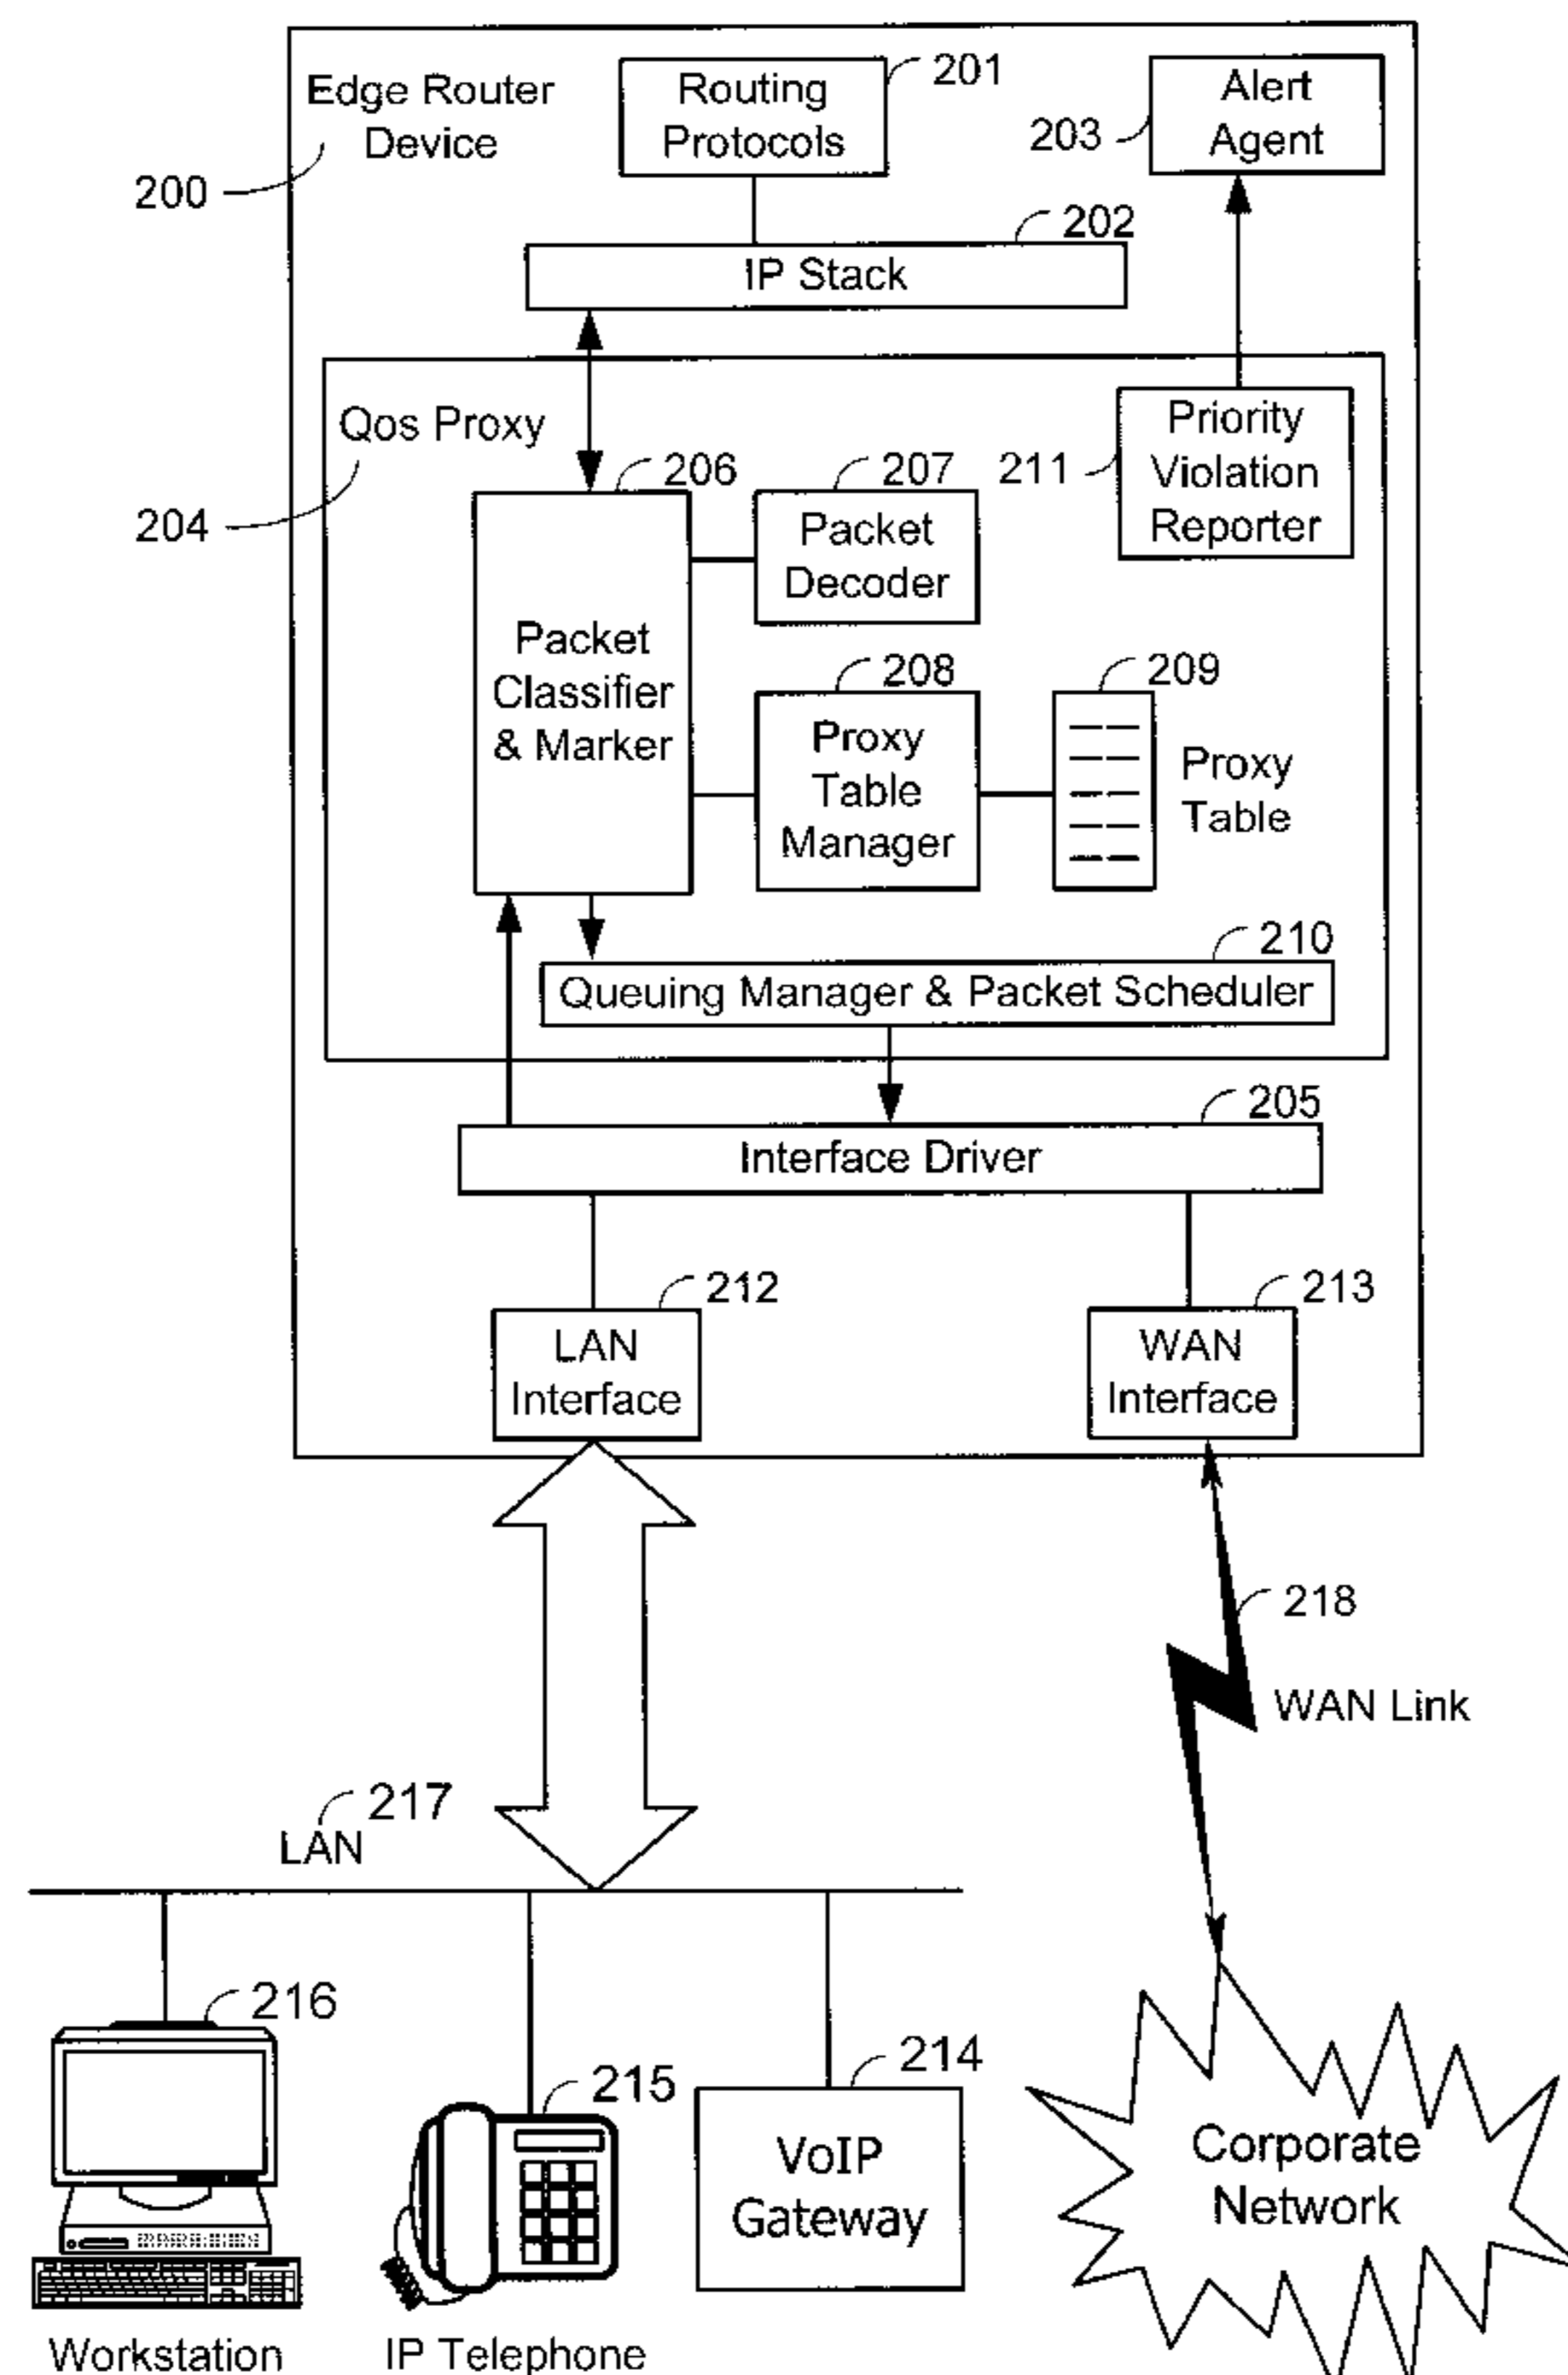 Edge Router
Device
200
Routing
Protocols
201
Alert
Agent
203
202
IP Stack
Qos Proxy
204
206
Packet
Classifier
& Marker
207
Packet
Decoder
211
Priority
Violation
Reporter
208
Proxy
Table
Manager
209
Proxy
Table
210
Queuing Manager & Packet Scheduler
205
Interface Driver
212
LAN
Interface
213
WAN
Interface
218
WAN Link
217
LAN
216
Workstation
215
IP Telephone
214
VoIP
Gateway
Corporate
Network